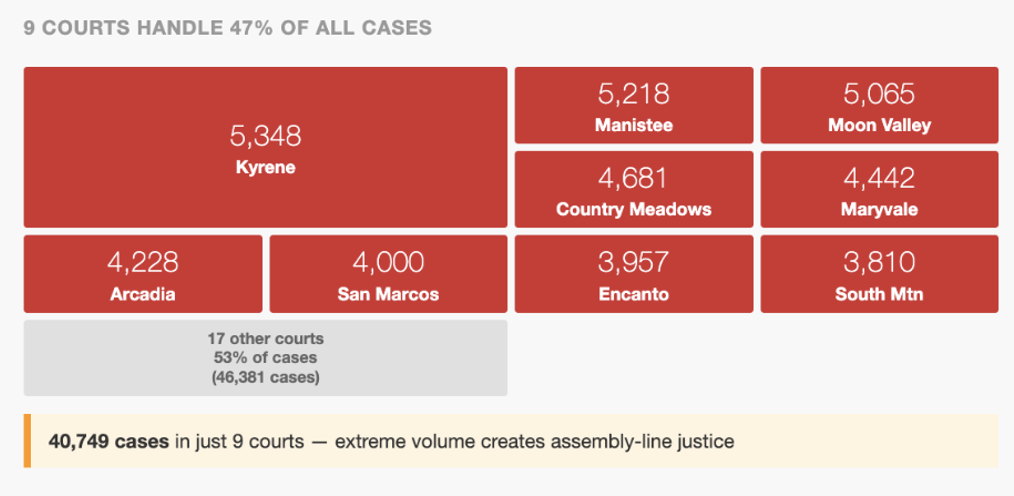 9 COURTS HANDLE 47% OF ALL CASES
5,348
Kyrene
5,218
Manistee
5,065
Moon Valley
4,681
Country Meadows
4,442
Maryvale
4,228
Arcadia
4,000
San Marcos
3,957
Encanto
3,810
South Mtn
17 other courts
53% of cases
(46,381 cases)
40,749 cases in just 9 courts — extreme volume creates assembly-line justice